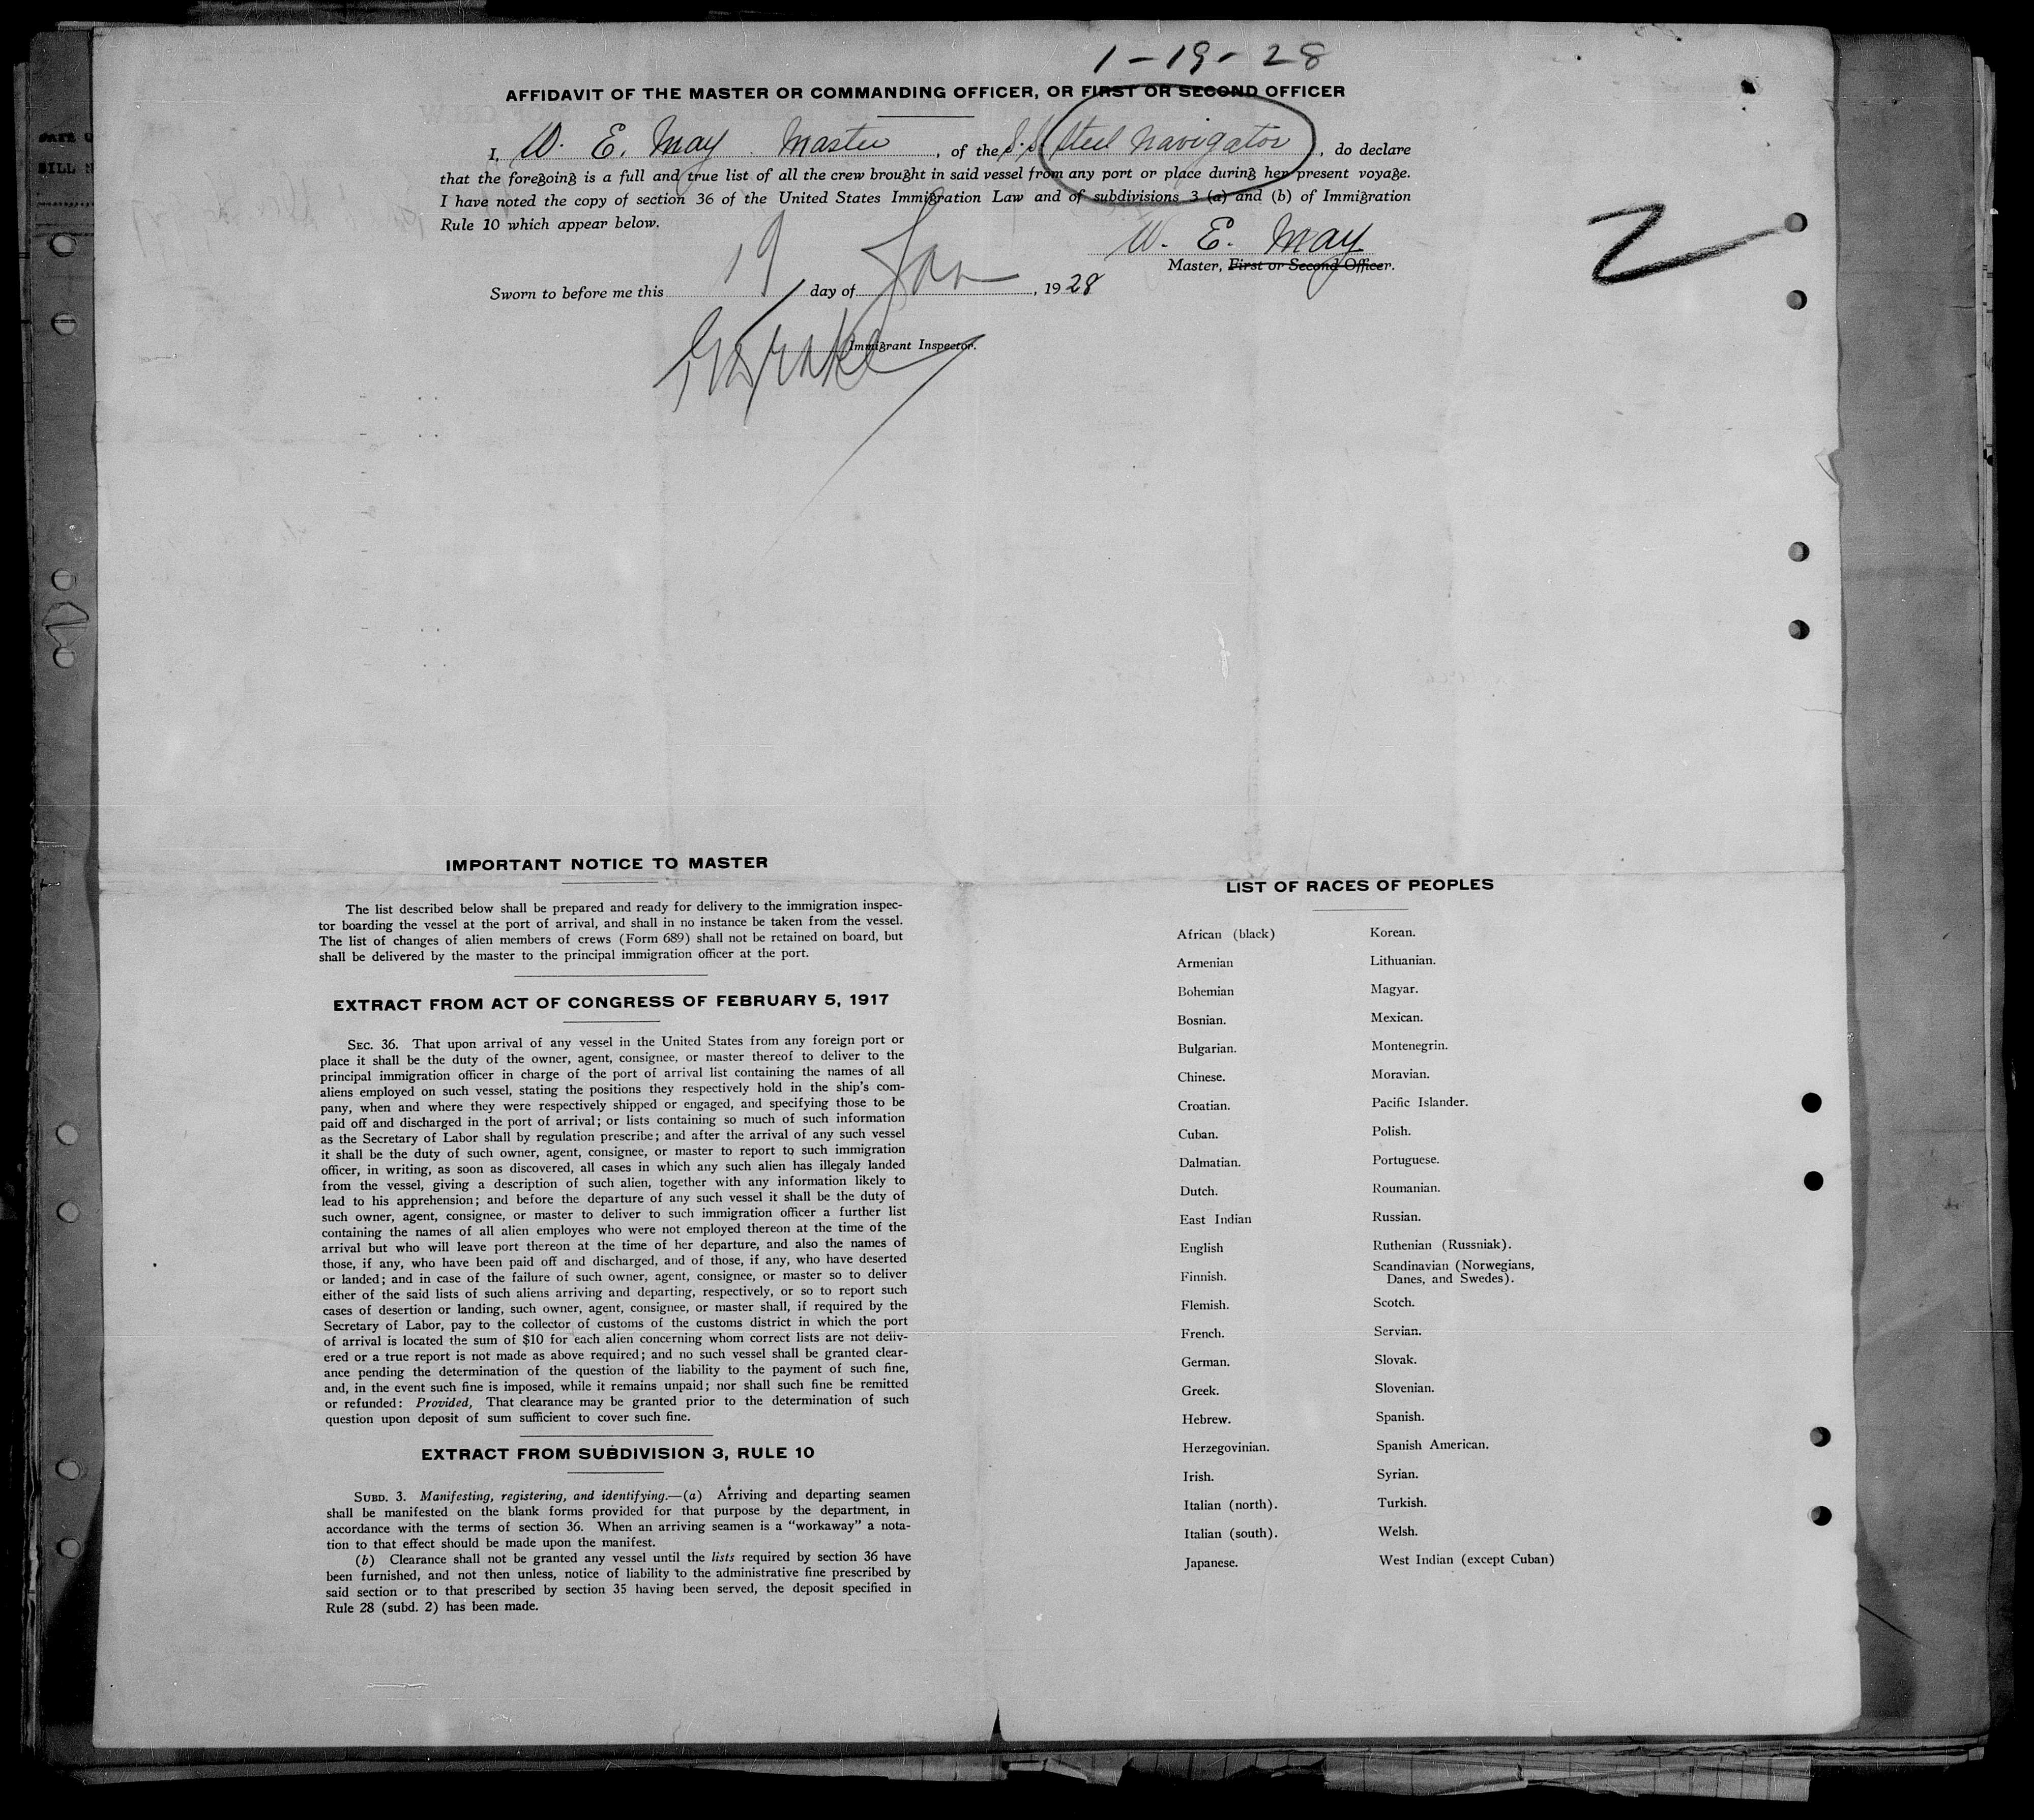 1-19-28
AFFIDAVIT OF THE MASTER OR COMMANDING OFFICER, OR FIRST OR SECOND OFFICER
I, W. E. May Master, of the S.S. Steel Navigator, do declare
that the foregoing is a full and true list of all the crew brought in said vessel from any port or place during her present voyage.
I have noted the copy of section 36 of the United States Immigration Law and of subdivisions 3 (a) and (b) of Immigration
Rule 10 which appear below.
2
W. E. May
Master, First or Second Officer.
Sworn to before me this 19 day of Jan, 1928
Immigrant Inspector.
IMPORTANT NOTICE TO MASTER
The list described below shall be prepared and ready for delivery to the immigration inspec-
tor boarding the vessel at the port of arrival, and shall in no instance be taken from the vessel.
The list of changes of alien members of crews (Form 689) shall not be retained on board, but
shall be delivered by the master to the principal immigration officer at the port.
EXTRACT FROM ACT OF CONGRESS OF FEBRUARY 5, 1917
SEC. 36. That upon arrival of any vessel in the United States from any foreign port or
place it shall be the duty of the owner, agent, consignee, or master thereof to deliver to the
principal immigration officer in charge of the port of arrival list containing the names of all
aliens employed on such vessel, stating the positions they respectively hold in the ship's com-
pany, when and where they were respectively shipped or engaged, and specifying those to be
paid off and discharged in the port of arrival; or lists containing so much of such information
as the Secretary of Labor shall by regulation prescribe; and after the arrival of any such vessel
it shall be the duty of such owner, agent, consignee, or master to report to such immigration
officer, in writing, as soon as discovered, all cases in which any such alien has illegaly landed
from the vessel, giving a description of such alien, together with any information likely to
lead to his apprehension; and before the departure of any such vessel it shall be the duty of
such owner, agent, consignee, or master to deliver to such immigration officer a further list
containing the names of all alien employes who were not employed thereon at the time of the
arrival but who will leave port thereon at the time of her departure, and also the names of
those, if any, who have been paid off and discharged, and of those, if any, who have deserted
or landed; and in case of the failure of such owner, agent, consignee, or master so to deliver
either of the said lists of such aliens arriving and departing, respectively, or so to report such
cases of desertion or landing, such owner, agent, consignee, or master shall, if required by the
Secretary of Labor, pay to the collector of customs of the customs district in which the port
of arrival is located the sum of $10 for each alien concerning whom correct lists are not deliv-
ered or a true report is not made as above required; and no such vessel shall be granted clear-
ance pending the determination of the question of the liability to the payment of such fine,
and, in the event such fine is imposed, while it remains unpaid; nor shall such fine be remitted
or refunded: Provided, That clearance may be granted prior to the determination of such
question upon deposit of sum sufficient to cover such fine.
EXTRACT FROM SUBDIVISION 3, RULE 10
SUBD. 3. Manifesting, registering, and identifying.—(a) Arriving and departing seamen
shall be manifested on the blank forms provided for that purpose by the department, in
accordance with the terms of section 36. When an arriving seamen is a "workaway" a nota-
tion to that effect should be made upon the manifest.
(b) Clearance shall not be granted any vessel until the lists required by section 36 have
been furnished, and not then unless, notice of liability to the administrative fine prescribed by
said section or to that prescribed by section 35 having been served, the deposit specified in
Rule 28 (subd. 2) has been made.
LIST OF RACES OF PEOPLES
African (black)
Armenian
Bohemian
Bosnian.
Bulgarian.
Chinese.
Croatian.
Cuban.
Dalmatian.
Dutch.
East Indian
English
Finnish.
Flemish.
French.
German.
Greek.
Hebrew.
Herzegovinian.
Irish.
Italian (north).
Italian (south).
Japanese.
Korean.
Lithuanian.
Magyar.
Mexican.
Montenegrin.
Moravian.
Pacific Islander.
Polish.
Portuguese.
Roumanian.
Russian.
Ruthenian (Russniak).
Scandinavian (Norwegians,
Danes, and Swedes).
Scotch.
Servian.
Slovak.
Slovenian.
Spanish.
Spanish American.
Syrian.
Turkish.
Welsh.
West Indian (except Cuban)